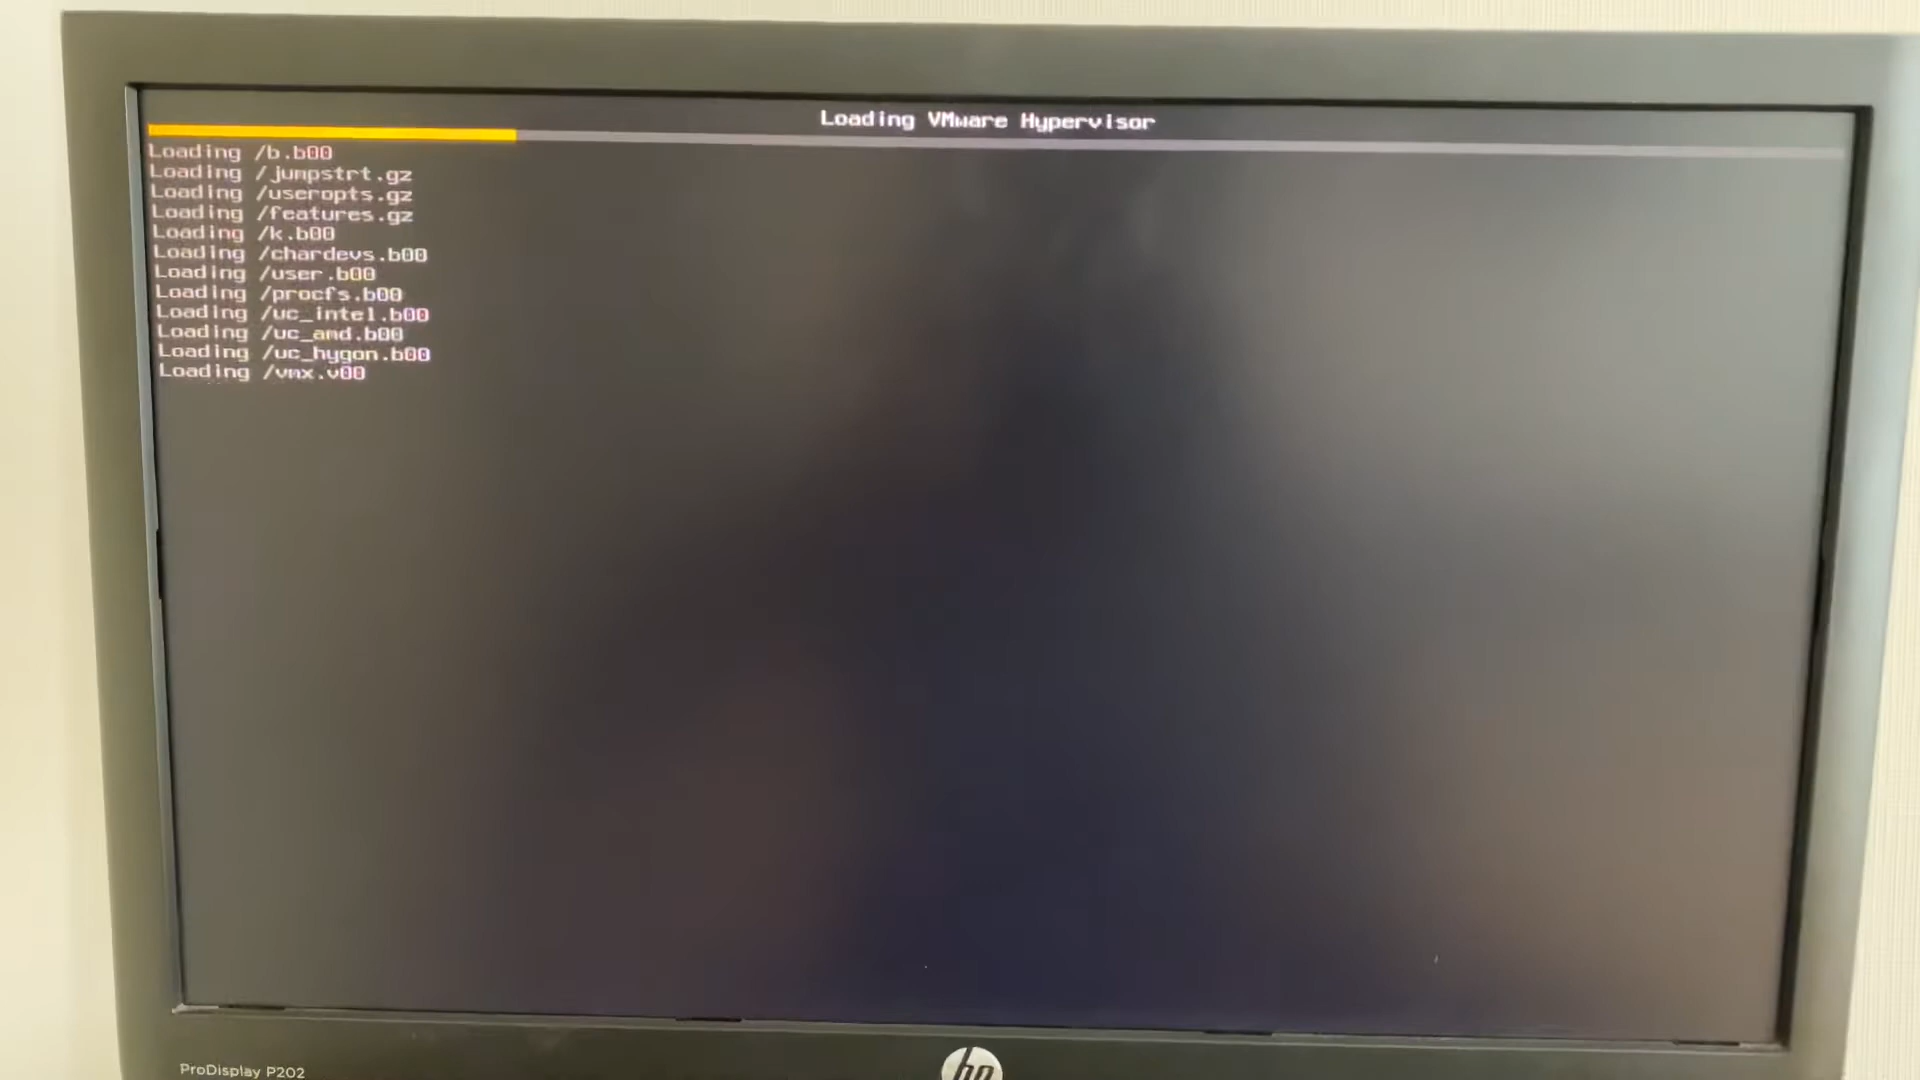 Loading VMware Hypervisor
Loading /b.b00
Loading /jumpstrt.gz
Loading /useropts.gz
Loading /features.gz
Loading /k.b00
Loading /chardevs.b00
Loading /user.b00
Loading /procfs.b00
Loading /uc_intel.b00
Loading /uc_amd.b00
Loading /uc_hygon.b00
Loading /vmx.v00
ProDisplay P202
hp